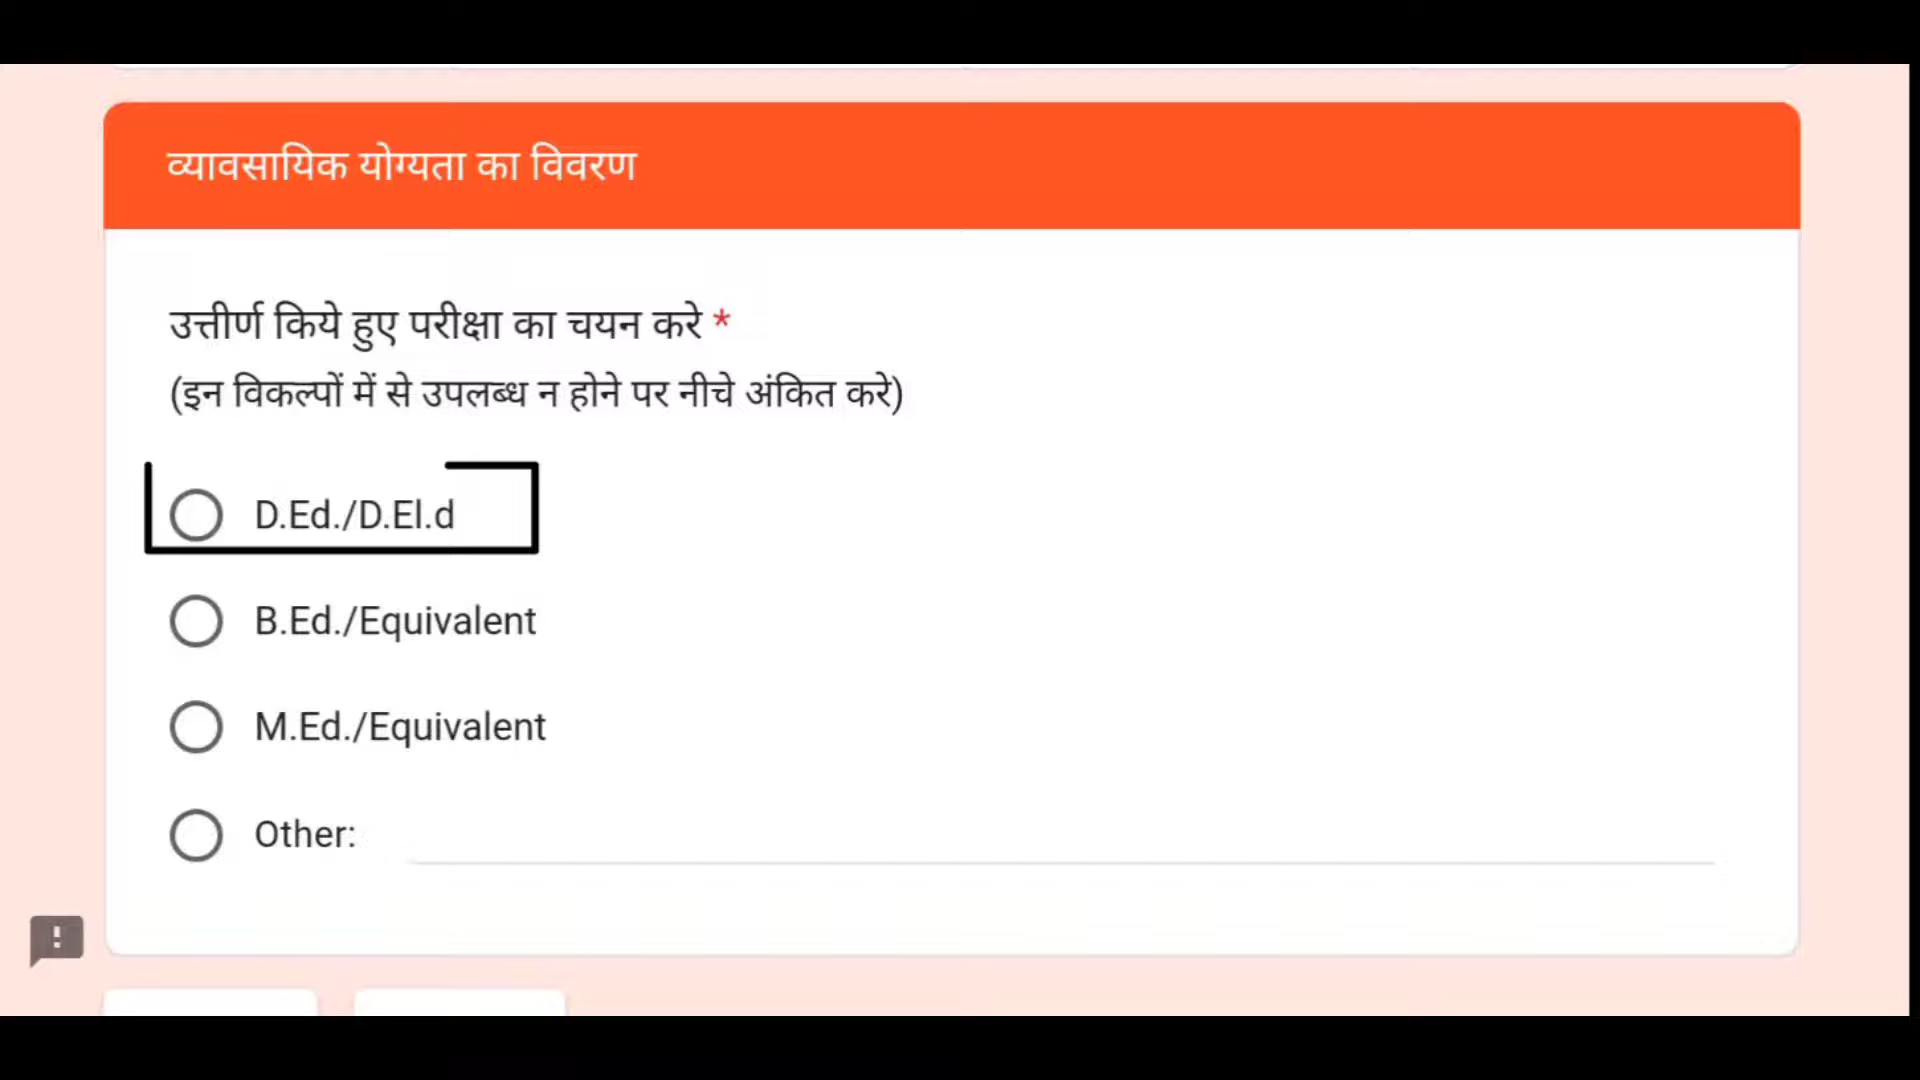 व्यावसायिक योग्यता का विवरण
उत्तीर्ण किये हुए परीक्षा का चयन करे *
(इन विकल्पों में से उपलब्ध न होने पर नीचे अंकित करे)
D.Ed./D.El.d
B.Ed./Equivalent
M.Ed./Equivalent
Other: